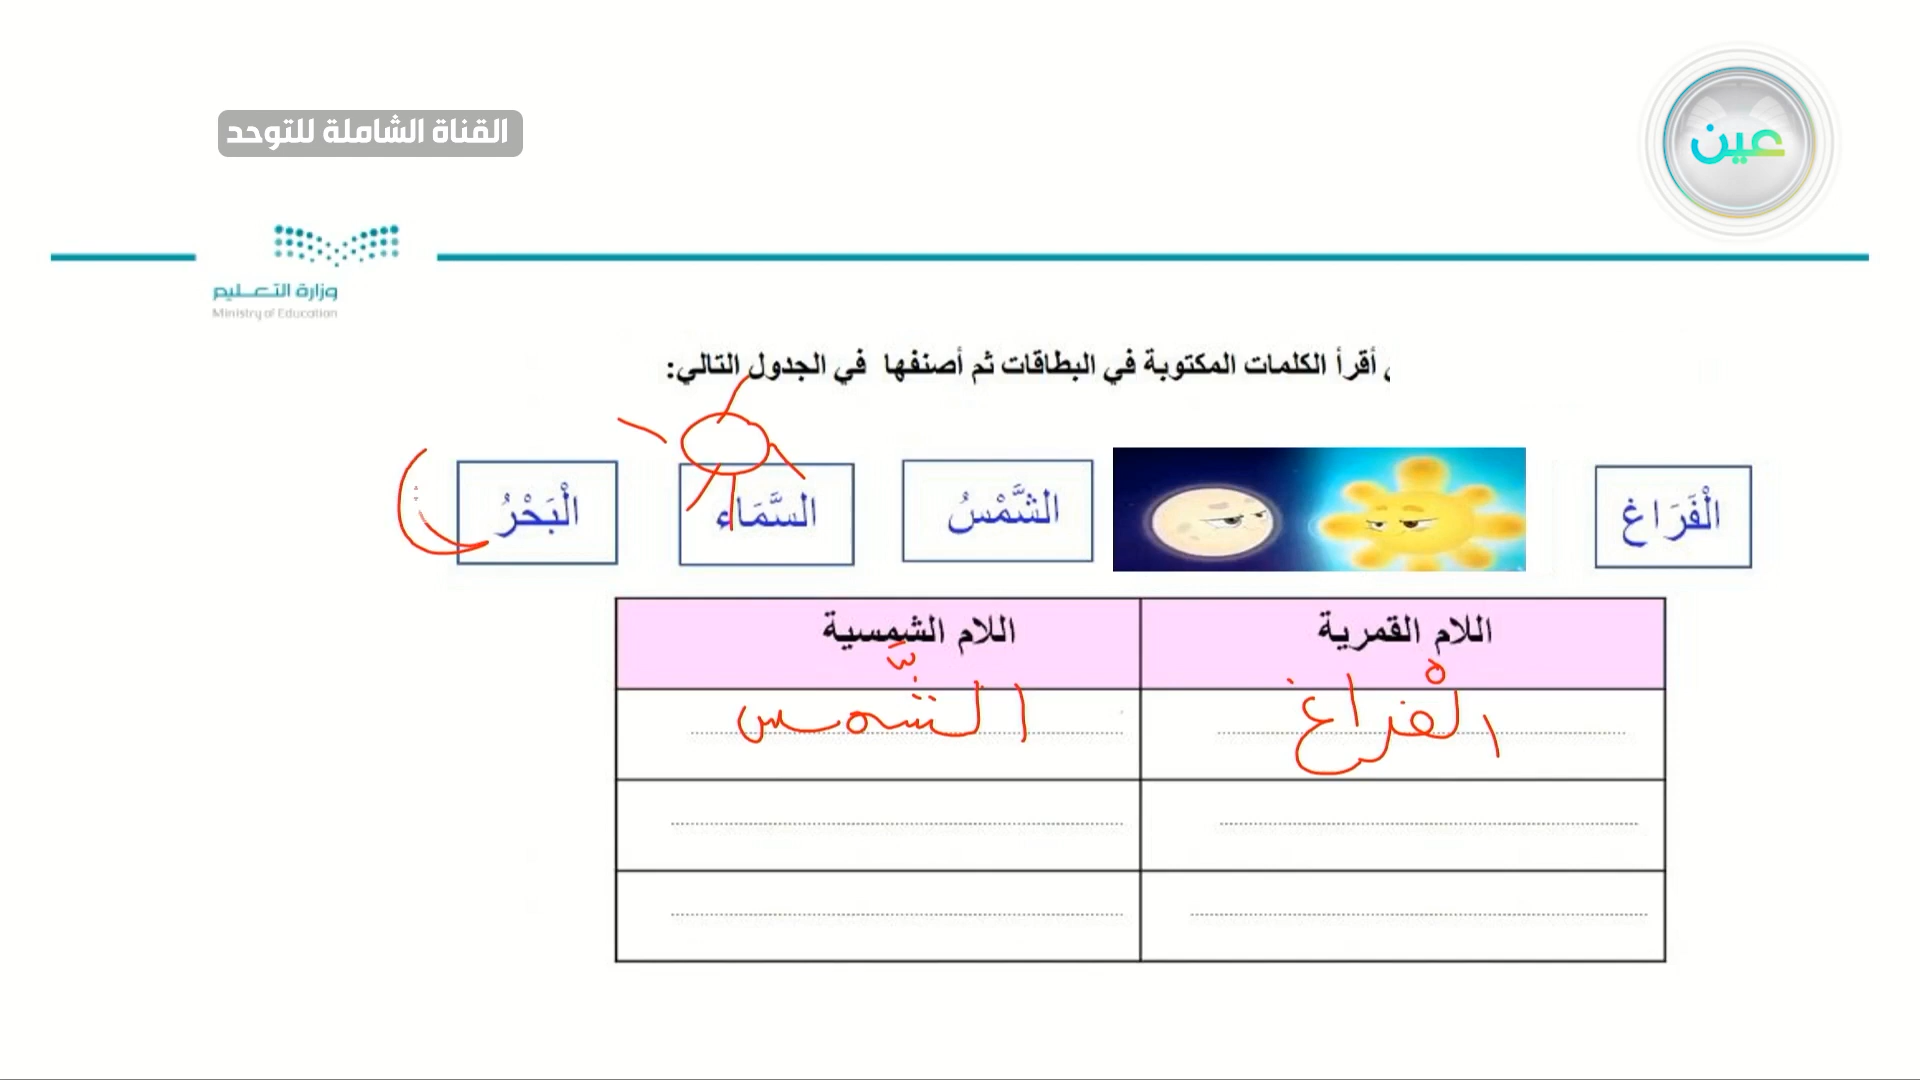 القناة الشاملة للتوحد
عين
وزارة التعليم
Ministry of Education
أقرأ الكلمات المكتوبة في البطاقات ثم أصنفها في الجدول التالي:
الْفَرَاغ
الشَّمْسُ
السَّمَاء
الْبَحْرُ
اللام القمرية
اللام الشمسية
الْفراغ
الشَّمس